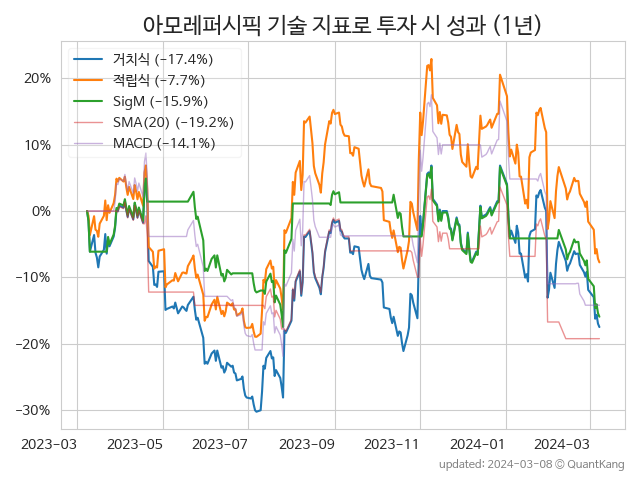 아모레퍼시픽 기술 지표로 투자 시 성과 (1년)
거치식 (−17.4%)
적립식 (−7.7%)
SigM (−15.9%)
SMA(20) (−19.2%)
MACD (−14.1%)
20%
10%
0%
−10%
−20%
−30%
2023−03 2023−05 2023−07 2023−09 2023−11 2024−01 2024−03
updated: 2024−03−08 ⓒ QuantKang